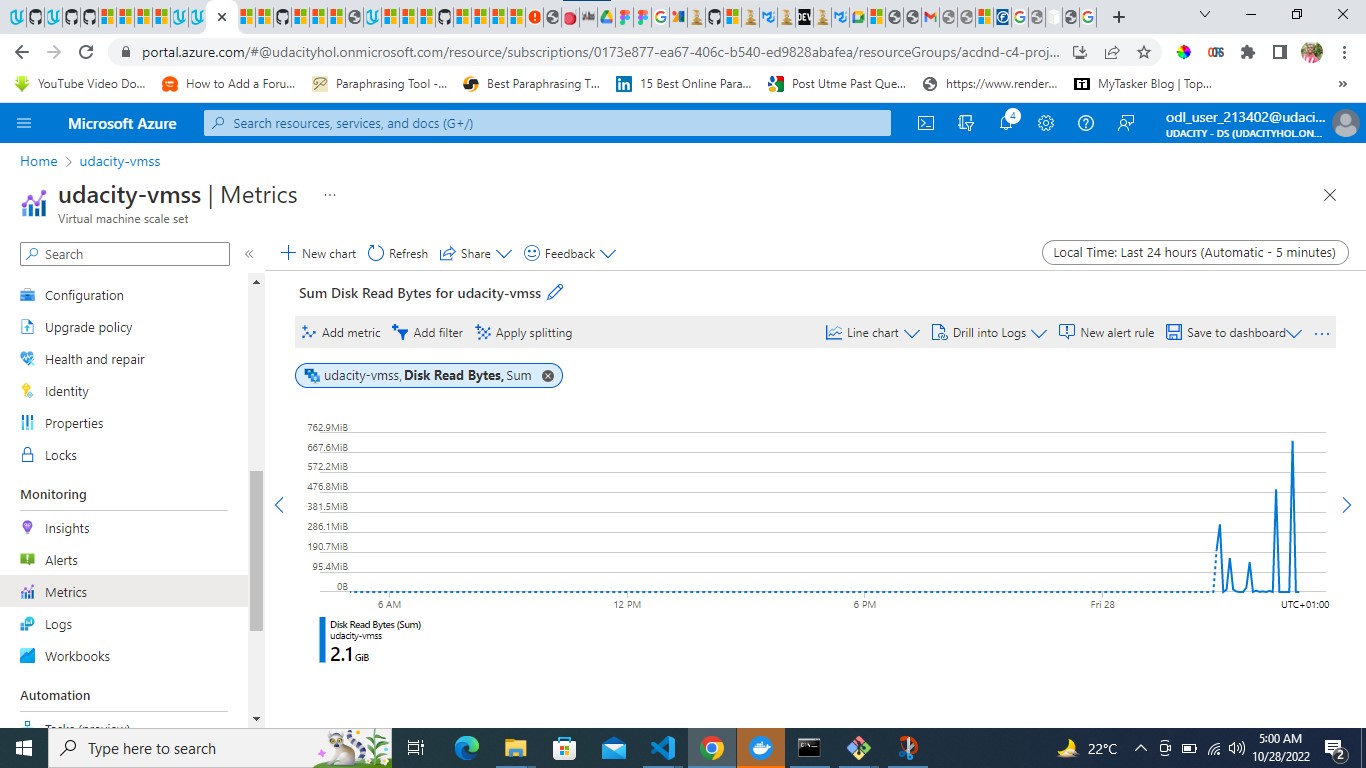 portal.azure.com/#@udacityhol.onmicrosoft.com/resource/subscriptions/0173e877-ea67-406c-b540-ed9828abafea/resourceGroups/acdnd-c4-proj...
YouTube Video Do...
How to Add a Foru...
Paraphrasing Tool -...
Best Paraphrasing T...
15 Best Online Para...
Post Utme Past Que...
https://www.render...
MyTasker Blog | Top...
»
Microsoft Azure
Search resources, services, and docs (G+/)
4
odl_user_213402@udaci...
UDACITY - DS (UDACITYHOL.ON...
Home > udacity-vmss
udacity-vmss | Metrics ...
Virtual machine scale set
Search
«
New chart
Refresh
Share
Feedback
Local Time: Last 24 hours (Automatic - 5 minutes)
Configuration
Upgrade policy
Health and repair
Identity
Properties
Locks
Monitoring
Insights
Alerts
Metrics
Logs
Workbooks
Automation
Tasks (preview)
Sum Disk Read Bytes for udacity-vmss
Add metric
Add filter
Apply splitting
Line chart
Drill into Logs
New alert rule
Save to dashboard
...
udacity-vmss, Disk Read Bytes, Sum
762.9MiB
667.6MiB
572.2MiB
476.8MiB
381.5MiB
286.1MiB
190.7MiB
95.4MiB
0B
6 AM
12 PM
6 PM
Fri 28
UTC+01:00
Disk Read Bytes (Sum)
udacity-vmss
2.1 GiB
Type here to search
22°C
5:00 AM
10/28/2022
2